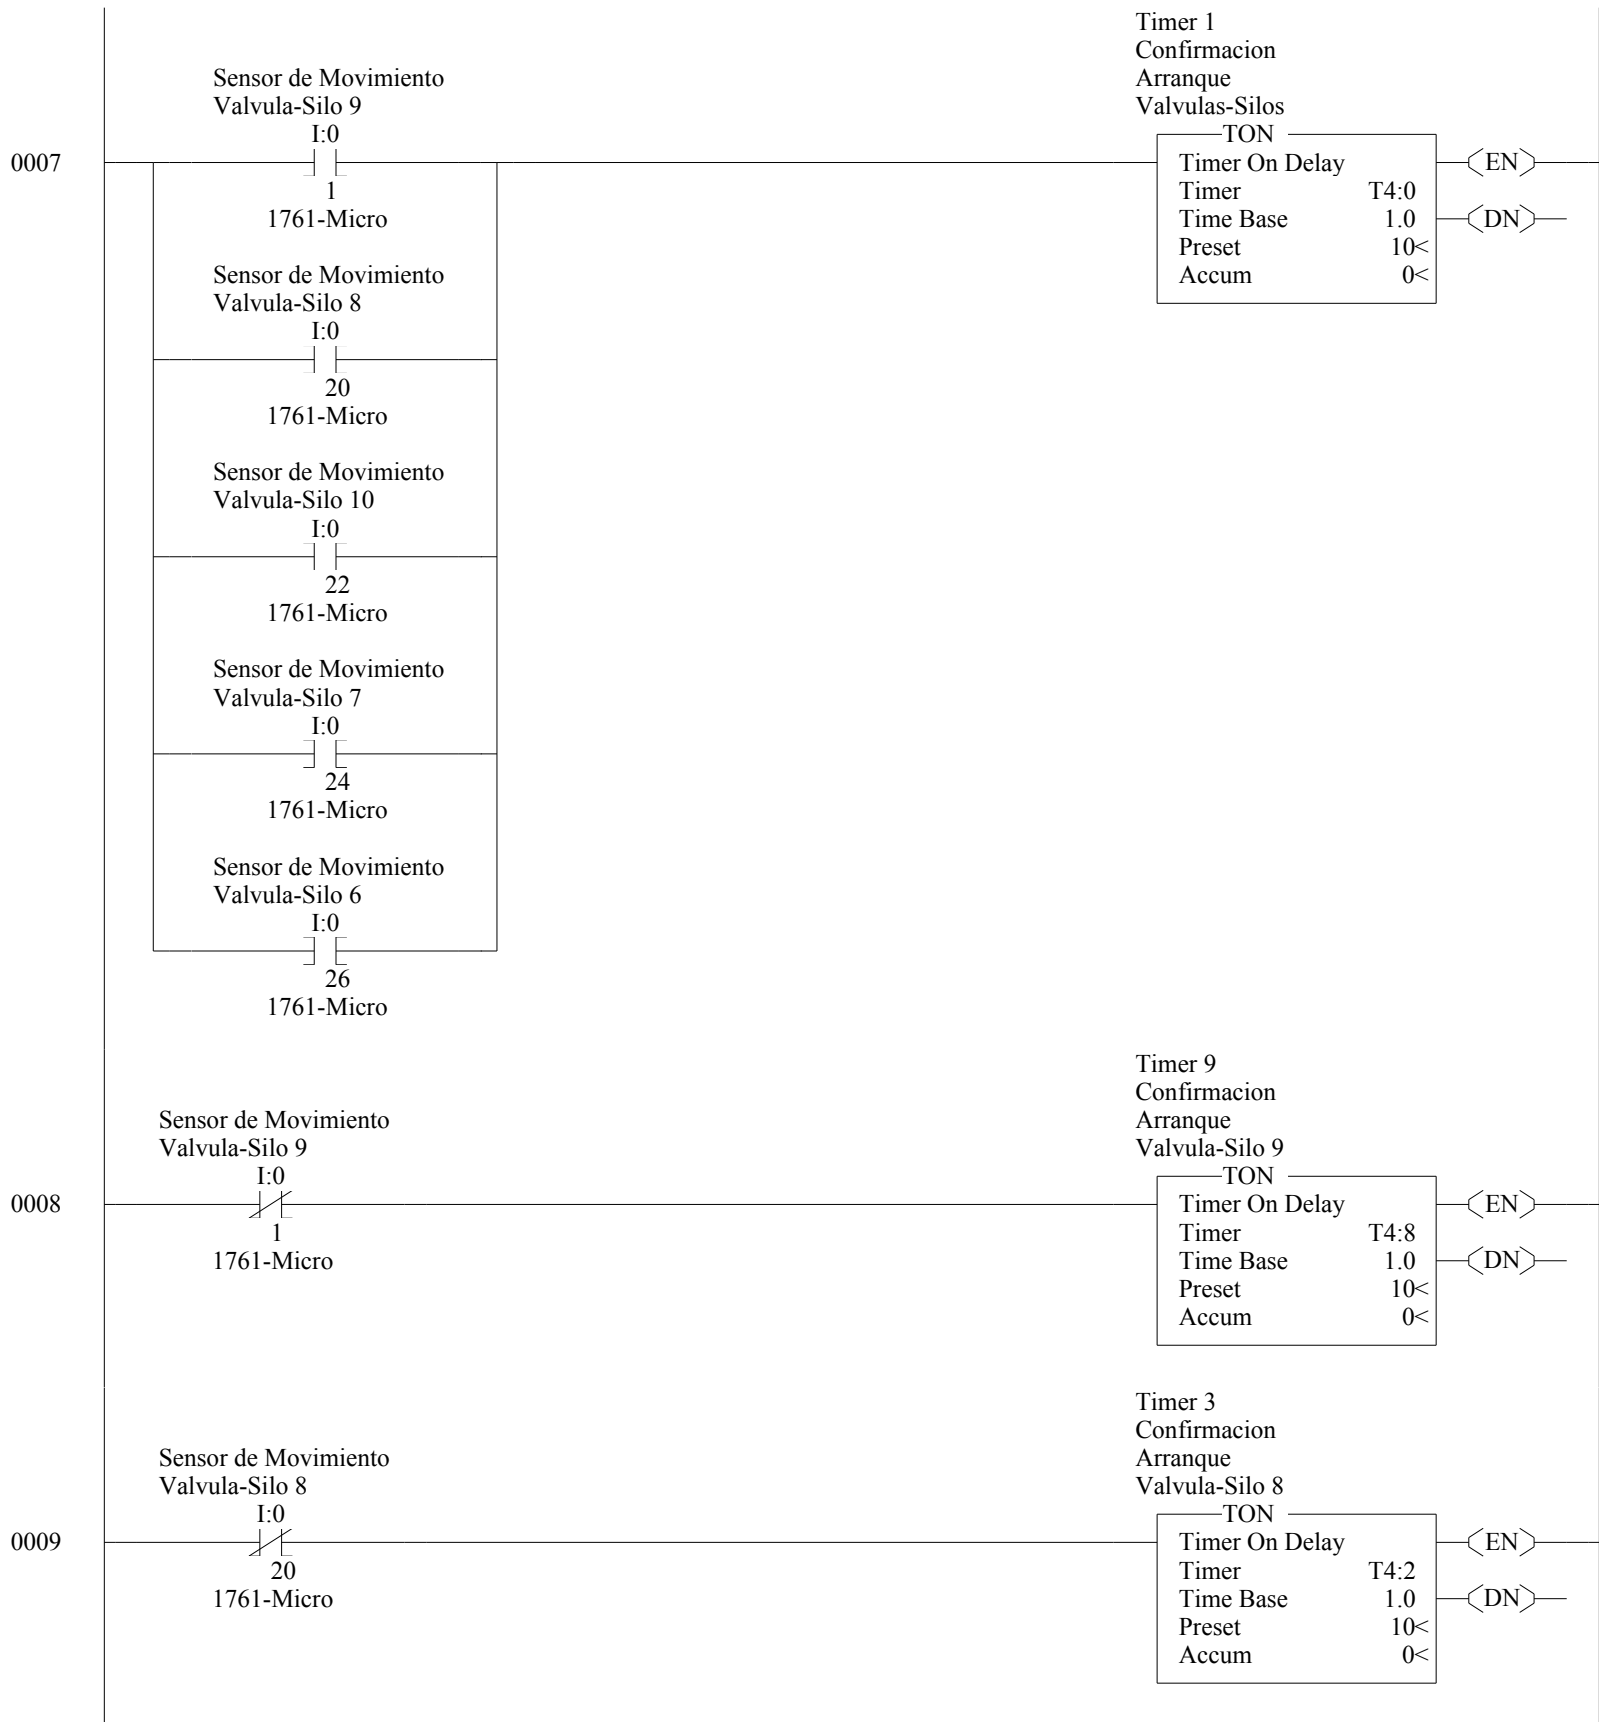 Timer 1
Confirmacion
Arranque
Valvulas-Silos
Sensor de Movimiento
Valvula-Silo 9
I:0
TON
0007
Timer On Delay
EN
1
Timer T4:0
1761-Micro
Time Base 1.0
DN
Preset 10<
Accum 0<
Sensor de Movimiento
Valvula-Silo 8
I:0
20
1761-Micro
Sensor de Movimiento
Valvula-Silo 10
I:0
22
1761-Micro
Sensor de Movimiento
Valvula-Silo 7
I:0
24
1761-Micro
Sensor de Movimiento
Valvula-Silo 6
I:0
26
1761-Micro
Timer 9
Confirmacion
Arranque
Valvula-Silo 9
Sensor de Movimiento
Valvula-Silo 9
I:0
TON
0008
Timer On Delay
EN
1
Timer T4:8
1761-Micro
Time Base 1.0
DN
Preset 10<
Accum 0<
Timer 3
Confirmacion
Arranque
Valvula-Silo 8
Sensor de Movimiento
Valvula-Silo 8
I:0
TON
0009
Timer On Delay
EN
20
Timer T4:2
1761-Micro
Time Base 1.0
DN
Preset 10<
Accum 0<